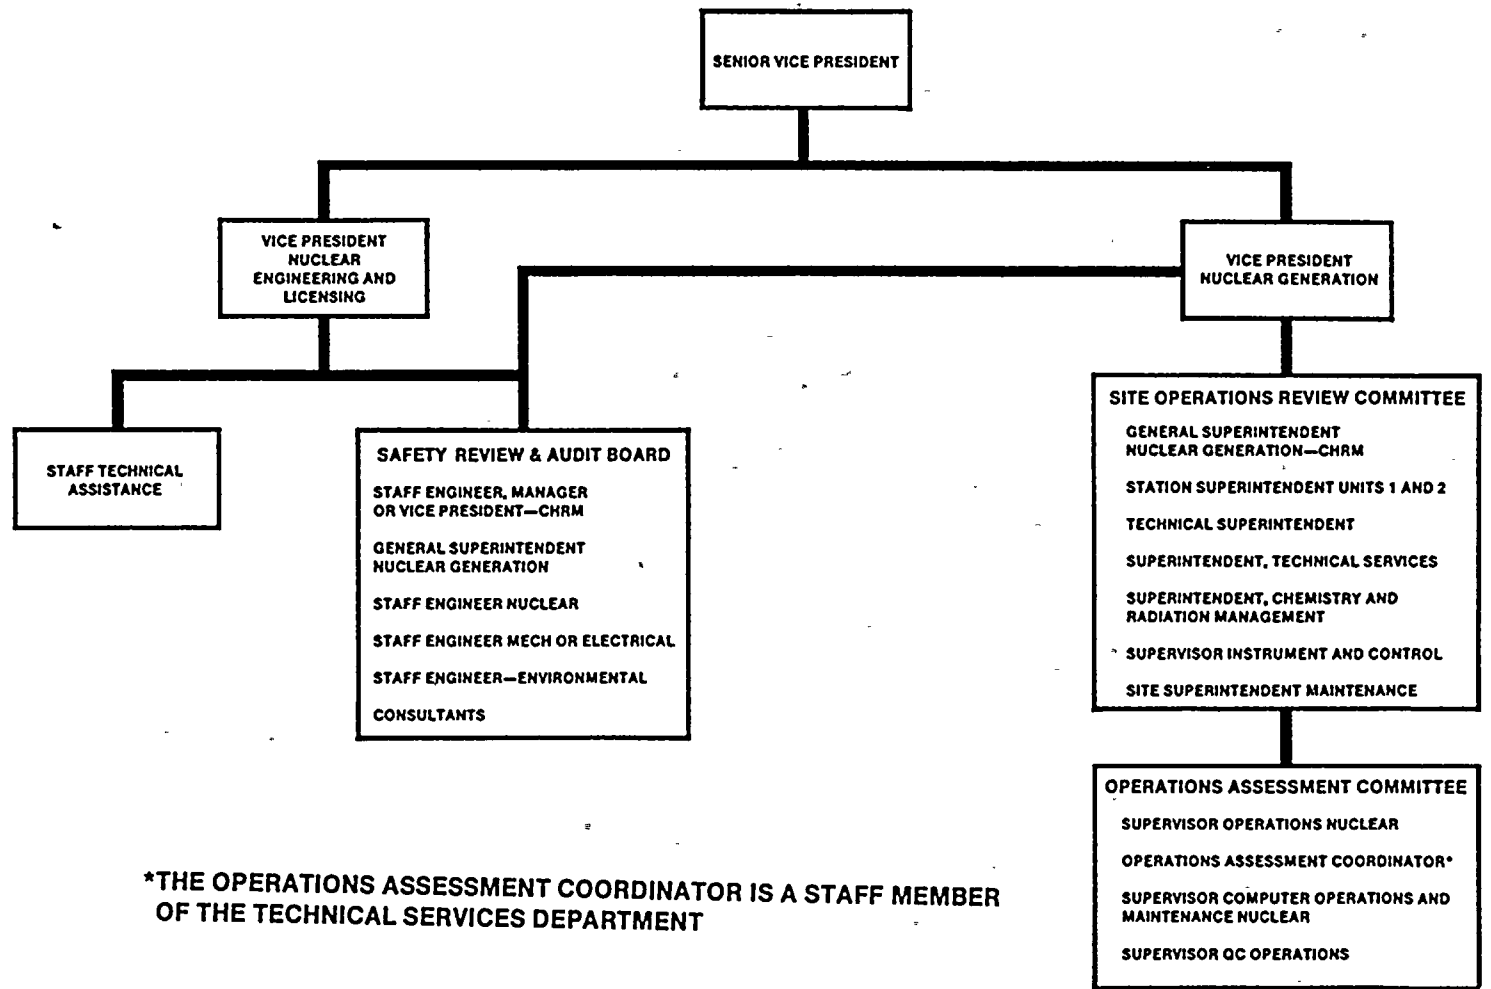 SENIOR VICE PRESIDENT
VICE PRESIDENT
NUCLEAR
ENGINEERING AND
LICENSING
VICE PRESIDENT
NUCLEAR GENERATION
STAFF TECHNICAL
ASSISTANCE
SAFETY REVIEW & AUDIT BOARD
STAFF ENGINEER, MANAGER
OR VICE PRESIDENT—CHRM
GENERAL SUPERINTENDENT
NUCLEAR GENERATION
STAFF ENGINEER NUCLEAR
STAFF ENGINEER MECH OR ELECTRICAL
STAFF ENGINEER—ENVIRONMENTAL
CONSULTANTS
SITE OPERATIONS REVIEW COMMITTEE
GENERAL SUPERINTENDENT
NUCLEAR GENERATION—CHRM
STATION SUPERINTENDENT UNITS 1 AND 2
TECHNICAL SUPERINTENDENT
SUPERINTENDENT, TECHNICAL SERVICES
SUPERINTENDENT, CHEMISTRY AND
RADIATION MANAGEMENT
SUPERVISOR INSTRUMENT AND CONTROL
SITE SUPERINTENDENT MAINTENANCE
OPERATIONS ASSESSMENT COMMITTEE
SUPERVISOR OPERATIONS NUCLEAR
OPERATIONS ASSESSMENT COORDINATOR*
SUPERVISOR COMPUTER OPERATIONS AND
MAINTENANCE NUCLEAR
SUPERVISOR QC OPERATIONS
*THE OPERATIONS ASSESSMENT COORDINATOR IS A STAFF MEMBER
OF THE TECHNICAL SERVICES DEPARTMENT